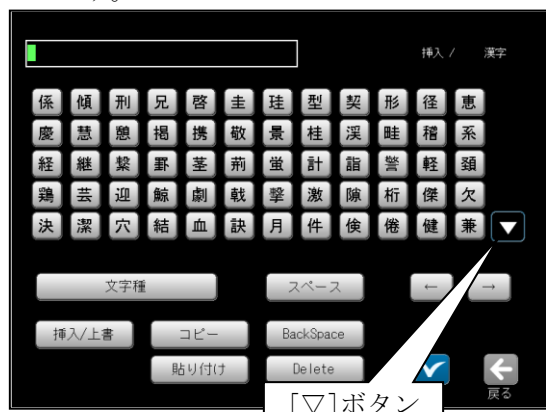 挿入 / 漢字
係 傾 刑 兄 啓 圭 珪 型 契 形 径 恵
慶 慧 憩 掲 携 敬 景 桂 渓 畦 稽 系
経 継 繋 罫 茎 荊 蛍 計 詣 警 軽 頚
鶏 芸 迎 鯨 劇 戟 撃 激 隙 桁 傑 欠
決 潔 穴 結 血 訣 月 件 倹 倦 健 兼 ▼
文字種 スペース ← →
挿入/上書 コピー BackSpace
貼り付け Delete 戻る
[▽]ボタン